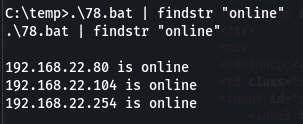 C:\temp>.\78.bat | findstr "online"
.\78.bat | findstr "online"
192.168.22.80 is online
192.168.22.104 is online
192.168.22.254 is online